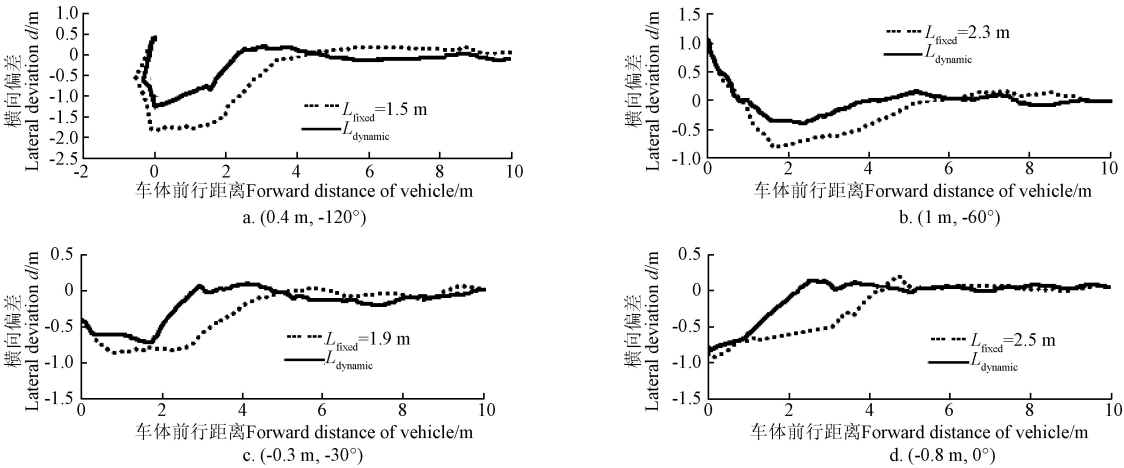 横向偏差
Lateral deviation d/m
1.0
0.5
0
-0.5
-1.0
-1.5
-2.0
-2.5
-2 0 2 4 6 8 10
Lfixed=1.5 m
Ldynamic
车体前行距离Forward distance of vehicle/m
a. (0.4 m, -120°)
横向偏差
Lateral deviation d/m
1.5
1.0
0.5
0
-0.5
-1.0
0 2 4 6 8 10
Lfixed=2.3 m
Ldynamic
车体前行距离Forward distance of vehicle/m
b. (1 m, -60°)
横向偏差
Lateral deviation d/m
0.5
0
-0.5
-1.0
-1.5
0 2 4 6 8 10
Lfixed=1.9 m
Ldynamic
车体前行距离Forward distance of vehicle/m
c. (-0.3 m, -30°)
横向偏差
Lateral deviation d/m
0.5
0
-0.5
-1.0
-1.5
0 2 4 6 8 10
Lfixed=2.5 m
Ldynamic
车体前行距离Forward distance of vehicle/m
d. (-0.8 m, 0°)